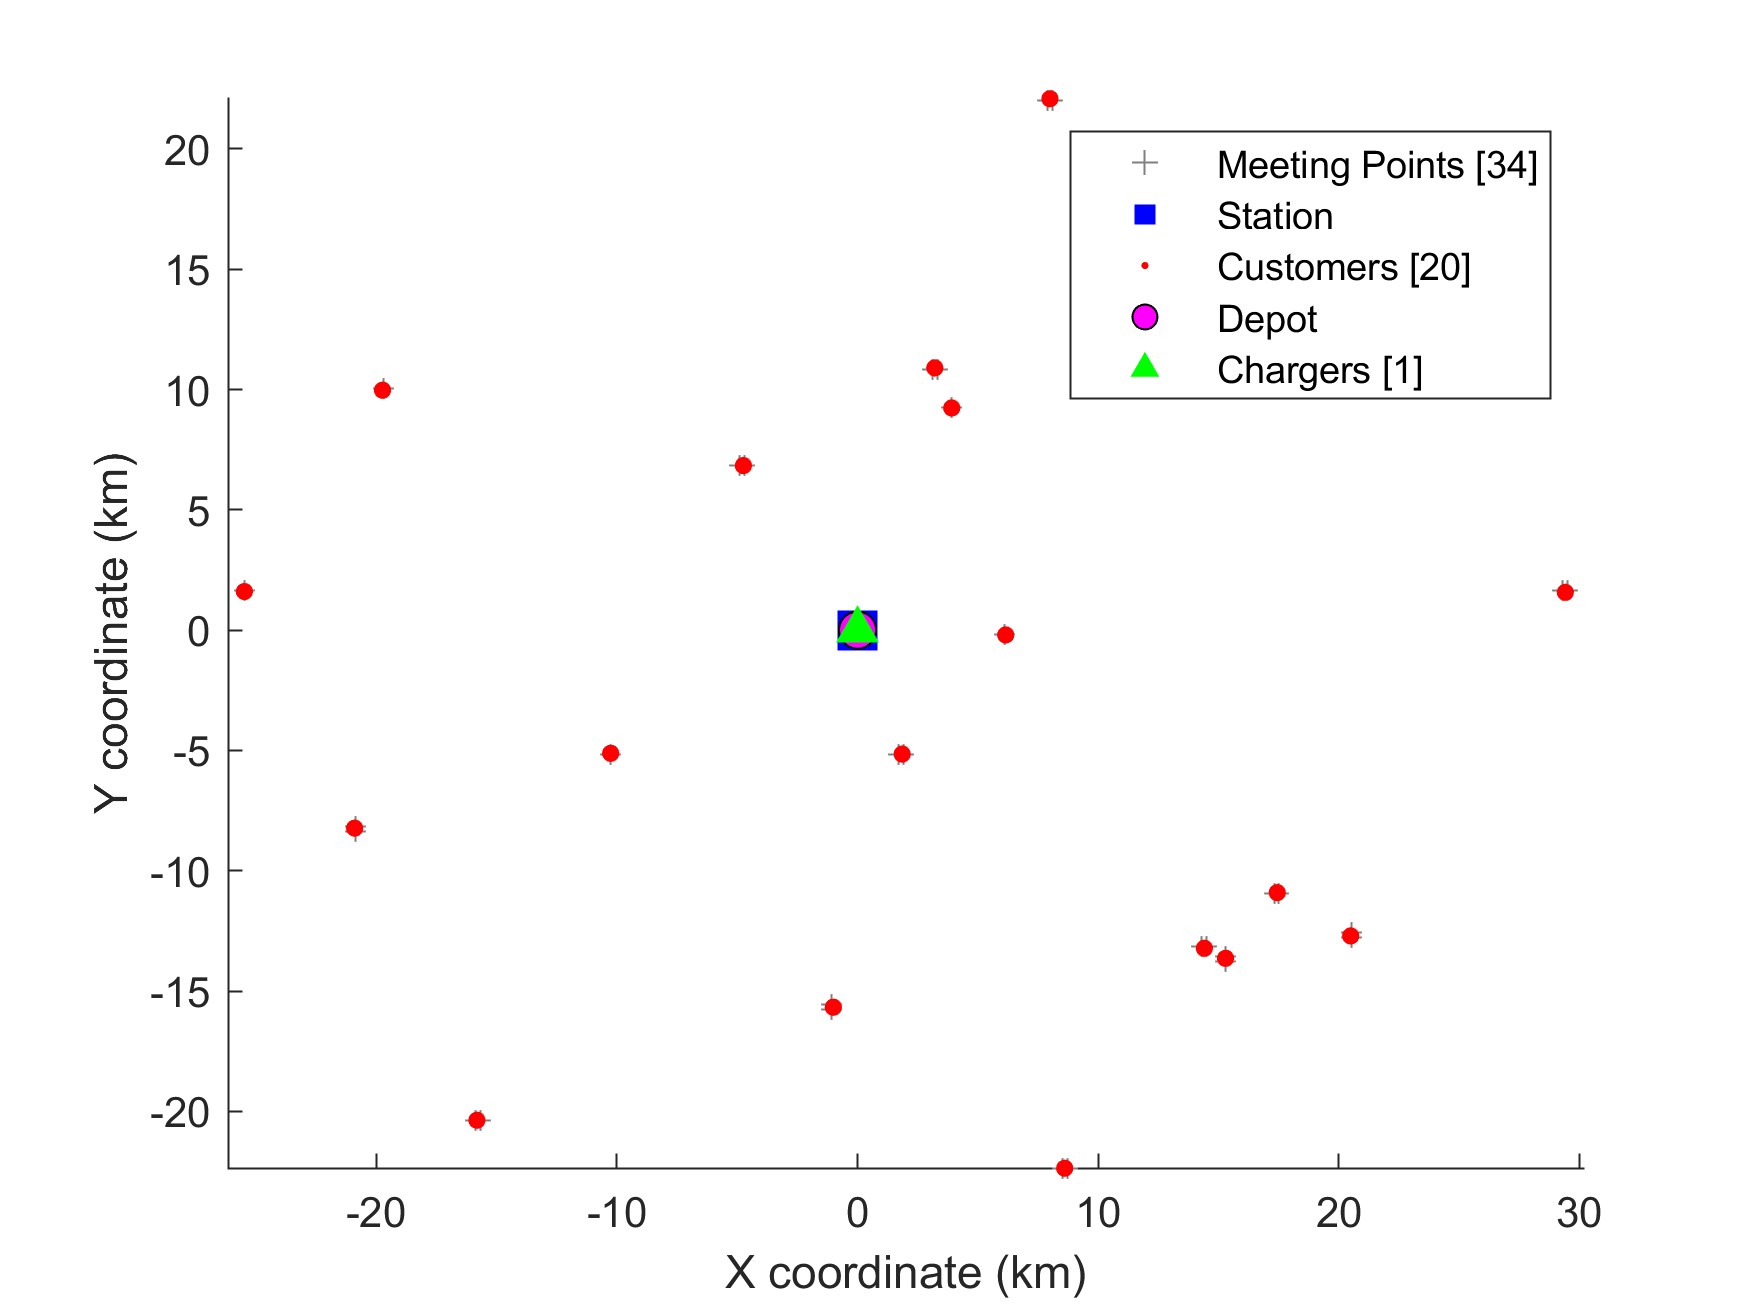 20
15
10
5
0
-5
-10
-15
-20
Y coordinate (km)
-20
-10
0
10
20
30
X coordinate (km)
Meeting Points [34]
Station
Customers [20]
Depot
Chargers [1]